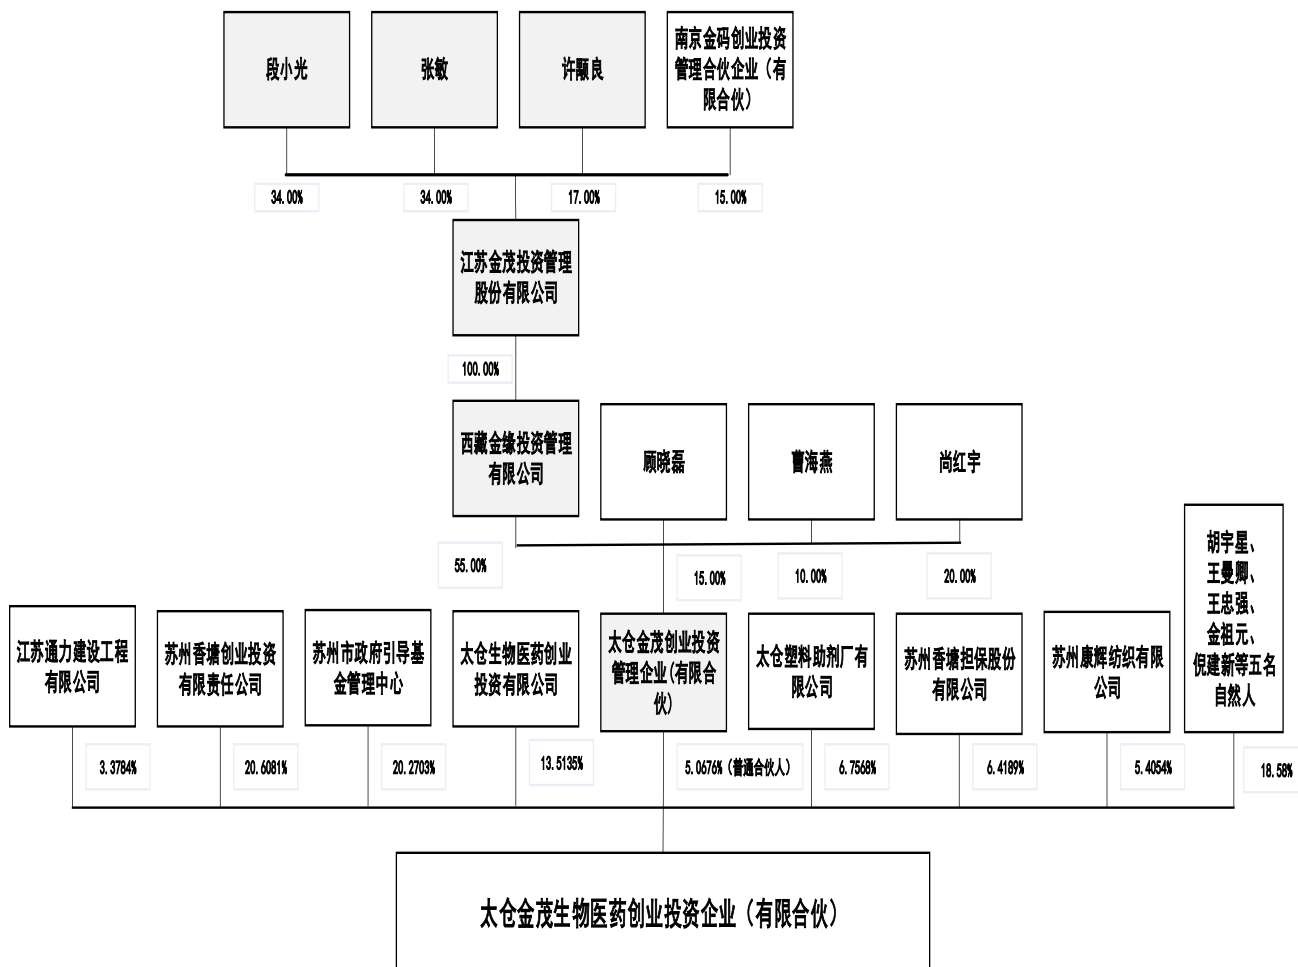 段小光
张敏
许颙良
南京金码创业投资
管理合伙企业（有
限合伙）
34.00%
34.00%
17.00%
15.00%
江苏金茂投资管理
股份有限公司
100.00%
西藏金缘投资管理
有限公司
顾晓磊
曹海燕
尚红宇
55.00%
15.00%
10.00%
20.00%
江苏通力建设工程
有限公司
苏州香塘创业投资
有限责任公司
苏州市政府引导基
金管理中心
太仓生物医药创业
投资有限公司
太仓金茂创业投资
管理企业(有限合
伙)
太仓塑料助剂厂有
限公司
苏州香塘担保股份
有限公司
苏州康辉纺织有限
公司
胡宇星、
王曼卿、
王忠强、
金祖元、
倪建新等五名
自然人
3.3784%
20.6081%
20.2703%
13.5135%
5.0676%（普通合伙人）
6.7568%
6.4189%
5.4054%
18.58%
太仓金茂生物医药创业投资企业（有限合伙）